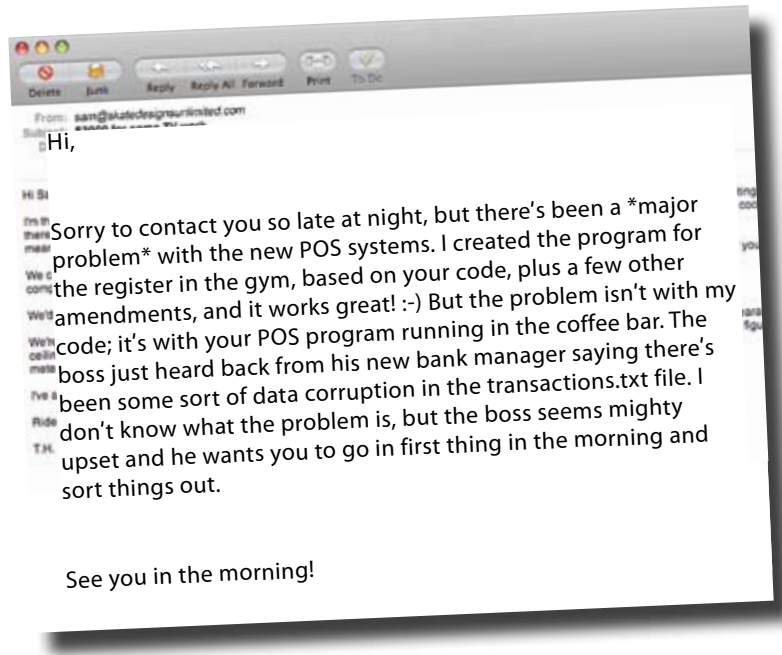 Delete Junk Reply Reply All Forward Print To Do
From: sam@skatedesignsunlimited.com
Hi,
Hi
Sorry to contact you so late at night, but there's been a *major
problem* with the new POS systems. I created the program for
the register in the gym, based on your code, plus a few other
amendments, and it works great! :-) But the problem isn't with my
code; it's with your POS program running in the coffee bar. The
boss just heard back from his new bank manager saying there's
been some sort of data corruption in the transactions.txt file. I
don't know what the problem is, but the boss seems mighty
upset and he wants you to go in first thing in the morning and
sort things out.
Ride
T.H.
See you in the morning!